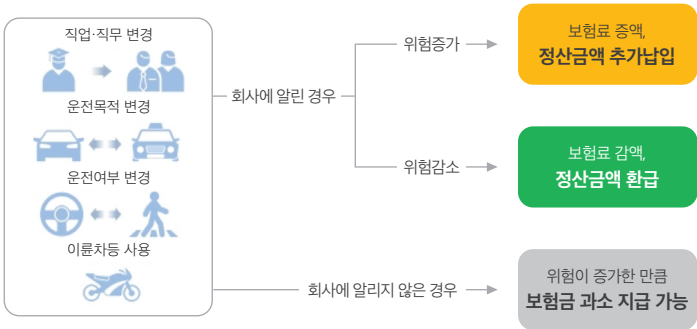 직업·직무 변경
운전목적 변경
운전여부 변경
이륜차등 사용
회사에 알린 경우
위험증가
보험료 증액,
정산금액 추가납입
위험감소
보험료 감액,
정산금액 환급
회사에 알리지 않은 경우
위험이 증가한 만큼
보험금 과소 지급 가능